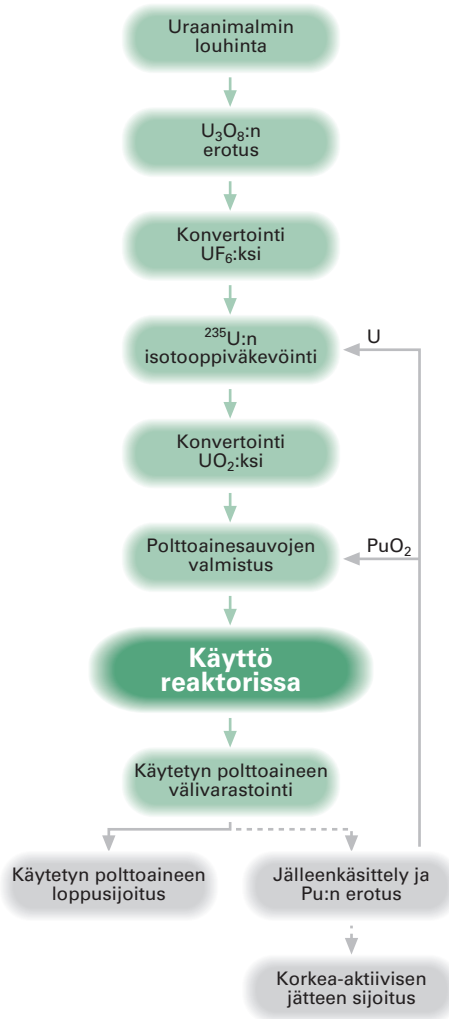 Uraanimalmin
louhinta
U₃O₈:n
erotus
Konvertointi
UF₆:ksi
²³⁵U:n
isotooppiväkevöinti
U
Konvertointi
UO₂:ksi
Polttoainesauvojen
valmistus
PuO₂
Käyttö
reaktorissa
Käytetyn polttoaineen
välivarastointi
Käytetyn polttoaineen
loppusijoitus
Jälleenkäsittely ja
Pu:n erotus
Korkea-aktiivisen
jätteen sijoitus